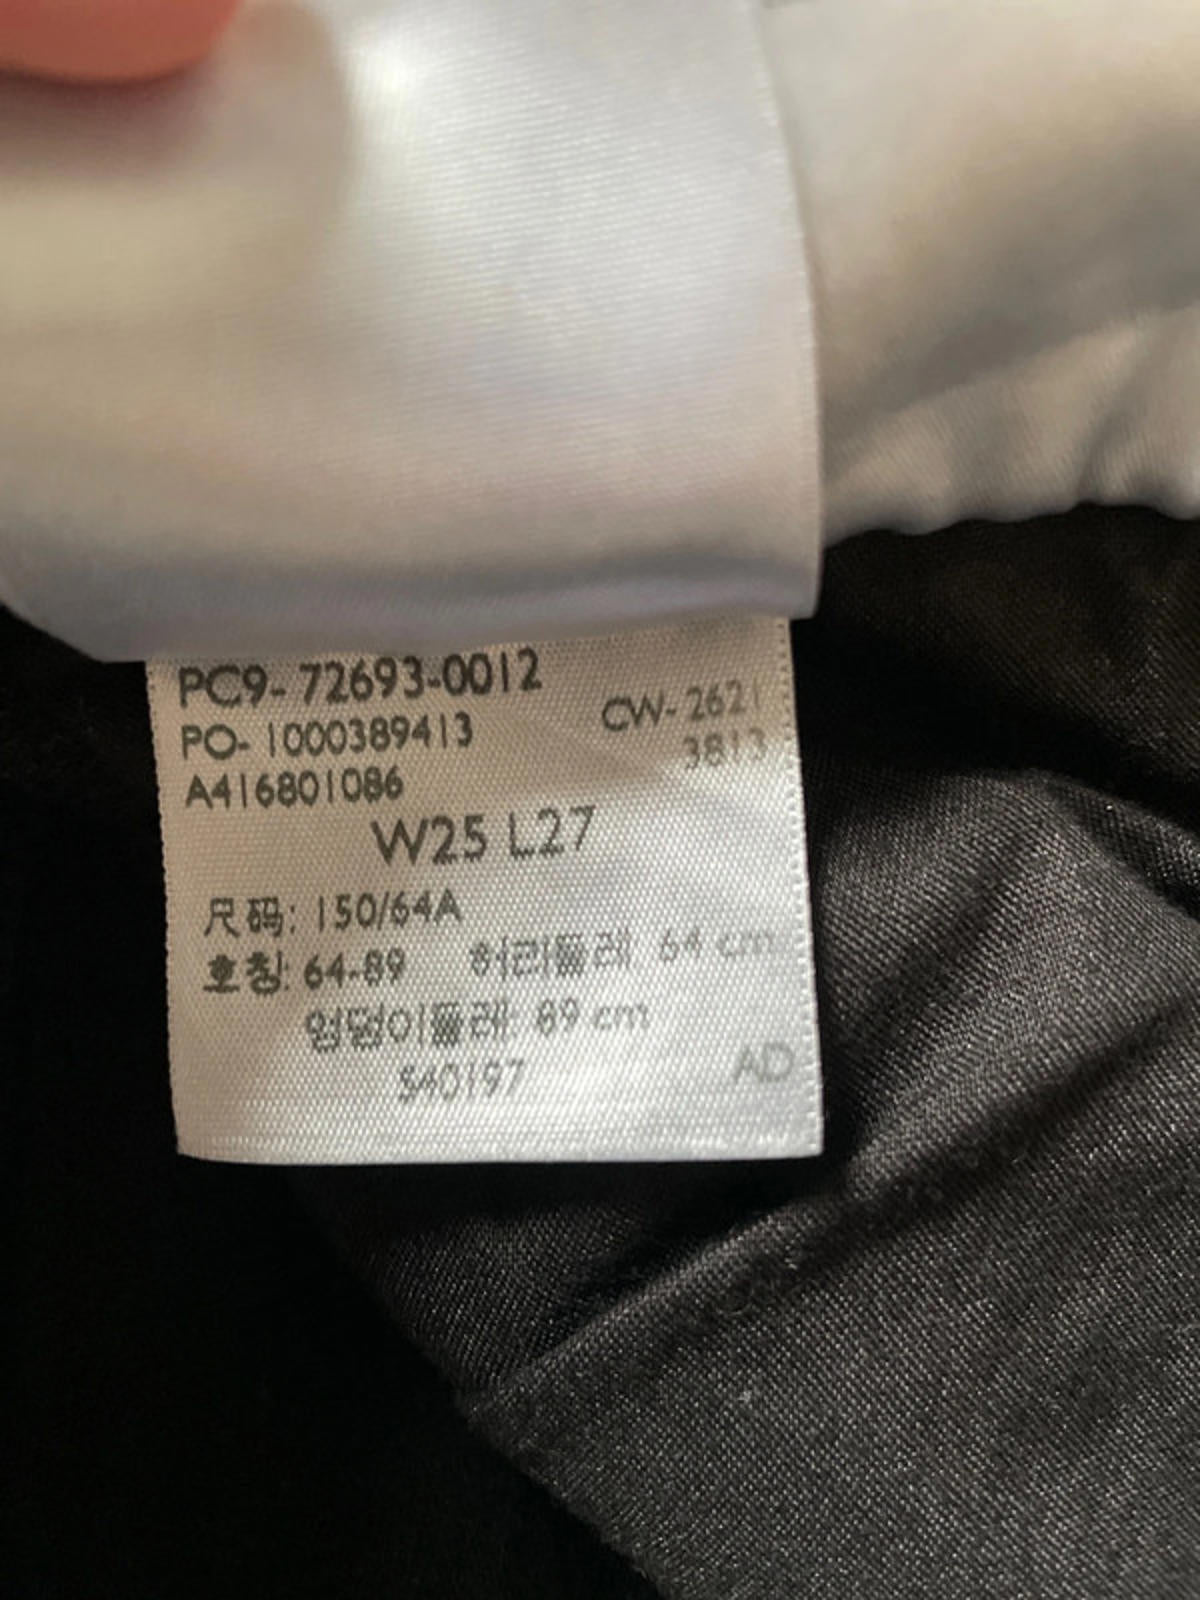 PC9-72693-0012
PO-1000389413 CW-2621
A416801086 3813
W25 L27
尺码: 150/64A
호칭: 64-89 허리둘레 64 cm
엉덩이둘레 89 cm
S40197 AD